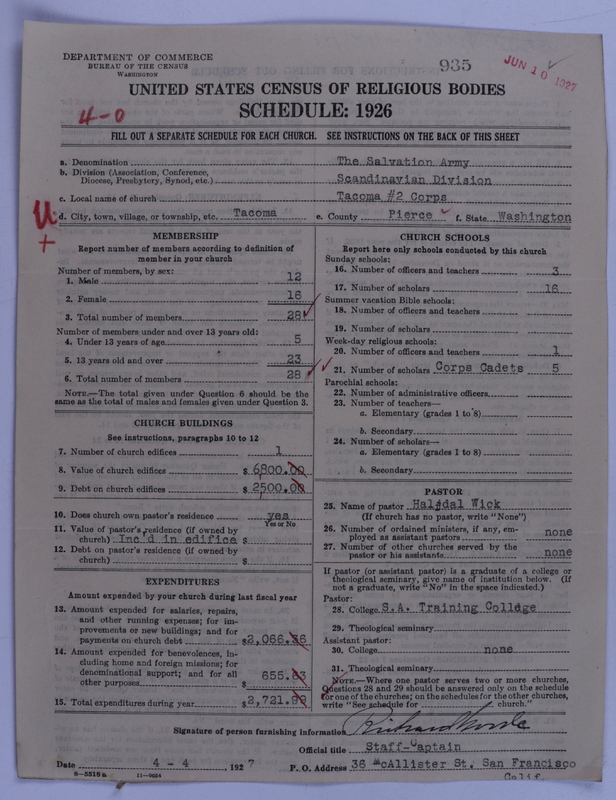 DEPARTMENT OF COMMERCE
BUREAU OF THE CENSUS
WASHINGTON
935
JUN 10 1927
UNITED STATES CENSUS OF RELIGIOUS BODIES
4-0
SCHEDULE: 1926
FILL OUT A SEPARATE SCHEDULE FOR EACH CHURCH. SEE INSTRUCTIONS ON THE BACK OF THIS SHEET
a. Denomination The Salvation Army
b. Division (Association, Conference, Diocese, Presbytery, Synod, etc.) Scandinavian Division
c. Local name of church Tacoma #2 Corps
U
d. City, town, village, or township, etc. Tacoma e. County Pierce f. State Washington
+
MEMBERSHIP
Report number of members according to definition of
member in your church
Number of members, by sex:
1. Male 12
2. Female 16
3. Total number of members 28
Number of members under and over 13 years old:
4. Under 13 years of age 5
5. 13 years old and over 23
6. Total number of members 28
NOTE.—The total given under Question 6 should be
same as the total of males and females given under Question 3.
CHURCH BUILDINGS
See instructions, paragraphs 10 to 12
7. Number of church edifices 1
8. Value of church edifices $ 6800.00
9. Debt on church edifices $ 2500.00
10. Does church own pastor's residence? yes
Yes or No
11. Value of pastor's residence (if owned by
church) Inc'd in edifice $
12. Debt on pastor's residence (if owned by
church) $
EXPENDITURES
Amount expended by your church during last fiscal year
13. Amount expended for salaries, repairs,
and other running expenses; for im-
provements or new buildings; and for
payments on church debt $2,066.36
14. Amount expended for benevolences, in-
cluding home and foreign missions; for
denominational support; and for all
other purposes $ 655.
15. Total expenditures during year $2,721.
CHURCH SCHOOLS
Report here only schools conducted by this church
Sunday schools:
16. Number of officers and teachers 3
17. Number of scholars 16
Summer vacation Bible schools:
18. Number of officers and teachers
19. Number of scholars
Week-day religious schools:
20. Number of officers and teachers 1
21. Number of scholars Corps Cadets 5
Parochial schools:
22. Number of administrative officers
23. Number of teachers—
a. Elementary (grades 1 to 8)
b. Secondary
24. Number of scholars—
a. Elementary (grades 1 to 8)
b. Secondary
PASTOR
25. Name of pastor Halfdal Wick
(If church has no pastor, write "None")
26. Number of ordained ministers, if any, em-
ployed as assistant pastors none
27. Number of other churches served by the
pastor or his assistants none
If pastor (or assistant pastor) is a graduate of a college or
theological seminary, give name of institution below. (If
not a graduate, write "No" in the space indicated.)
Pastor:
28. College S.A. Training College
29. Theological seminary
Assistant pastor:
30. College none
31. Theological seminary
NOTE.—Where one pastor serves two or more churches,
Questions 28 and 29 should be answered only on the schedule
for one of the churches; on the schedules for the other churches,
write "See schedule for church."
Signature of person furnishing information
Official title Staff-Captain
Date 4 - 4 , 1927 P. O. Address 36 McAllister St. San Francisco
Calif.
8-5518a 11-9624